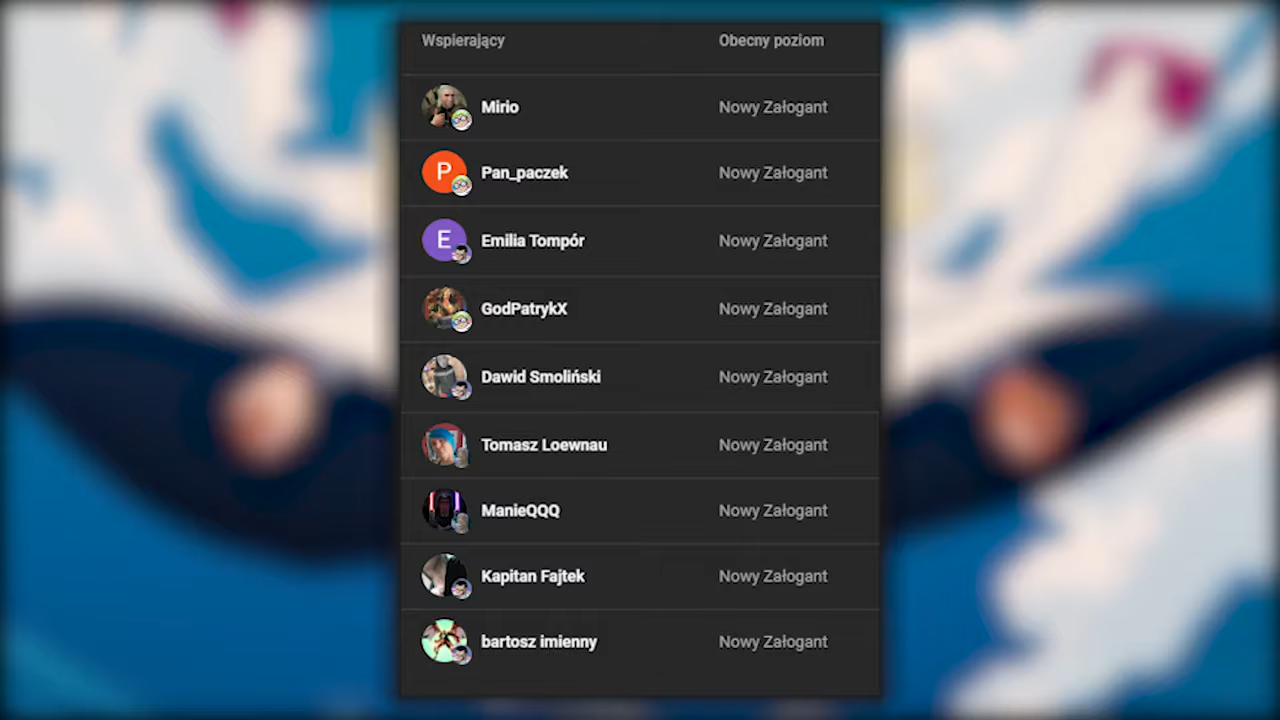 Wspierający Obecny poziom
Mirio Nowy Załogant
P Pan_paczek Nowy Załogant
E Emilia Tompór Nowy Załogant
GodPatrykX Nowy Załogant
Dawid Smoliński Nowy Załogant
Tomasz Loewnau Nowy Załogant
ManieQQQ Nowy Załogant
Kapitan Fajtek Nowy Załogant
bartosz imienny Nowy Załogant